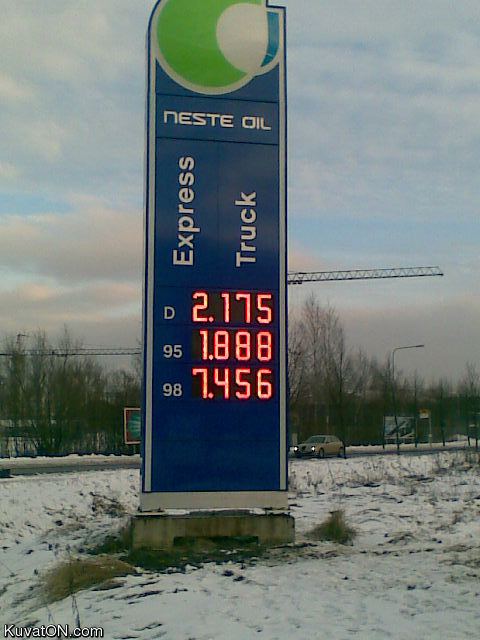 NESTE OIL
Express
Truck
D 2.175
95 1.888
98 7.456
KuvatON.com